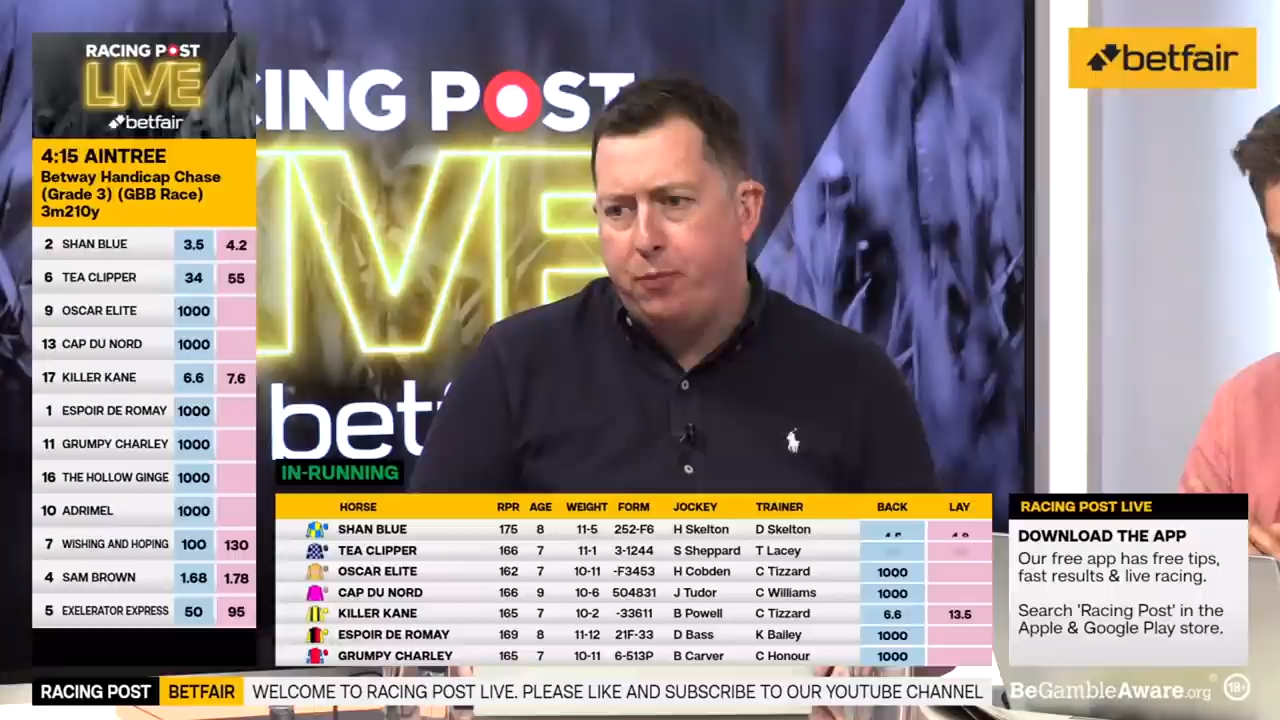 RACING POST
LIVE
betfair
CING POST
betfair
4:15 AINTREE
Betway Handicap Chase
(Grade 3) (GBB Race)
3m210y
2 SHAN BLUE 3.5 4.2
6 TEA CLIPPER 34 55
9 OSCAR ELITE 1000
13 CAP DU NORD 1000
17 KILLER KANE 6.6 7.6
1 ESPOIR DE ROMAY 1000
11 GRUMPY CHARLEY 1000
16 THE HOLLOW GINGE 1000
10 ADRIMEL 1000
7 WISHING AND HOPING 100 130
4 SAM BROWN 1.68 1.78
5 EXELERATOR EXPRESS 50 95
bet
IN-RUNNING
HORSE RPR AGE WEIGHT FORM JOCKEY TRAINER BACK LAY
SHAN BLUE 175 8 11-5 252-F6 H Skelton D Skelton
TEA CLIPPER 166 7 11-1 3-1244 S Sheppard T Lacey
OSCAR ELITE 162 7 10-11 -F3453 H Cobden C Tizzard 1000
CAP DU NORD 166 9 10-6 504831 J Tudor C Williams 1000
KILLER KANE 165 7 10-2 -33611 B Powell C Tizzard 6.6 13.5
ESPOIR DE ROMAY 169 8 11-12 21F-33 D Bass K Bailey 1000
GRUMPY CHARLEY 165 7 10-11 6-513P B Carver C Honour 1000
RACING POST LIVE
DOWNLOAD THE APP
Our free app has free tips,
fast results & live racing.
Search 'Racing Post' in the
Apple & Google Play store.
RACING POST BETFAIR WELCOME TO RACING POST LIVE. PLEASE LIKE AND SUBSCRIBE TO OUR YOUTUBE CHANNEL
BeGambleAware.org 18+